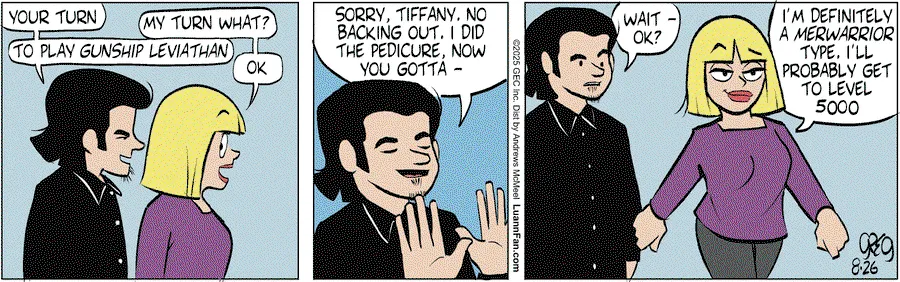 YOUR TURN
MY TURN WHAT?
TO PLAY GUNSHIP LEVIATHAN
OK
SORRY, TIFFANY. NO
BACKING OUT. I DID
THE PEDICURE, NOW
YOU GOTTA –
©2025 GEC Inc. Dist by Andrews McMeel LuannFan.com
WAIT –
OK?
I'M DEFINITELY
A MERWARRIOR
TYPE. I'LL
PROBABLY GET
TO LEVEL
5000
GREG
8·26